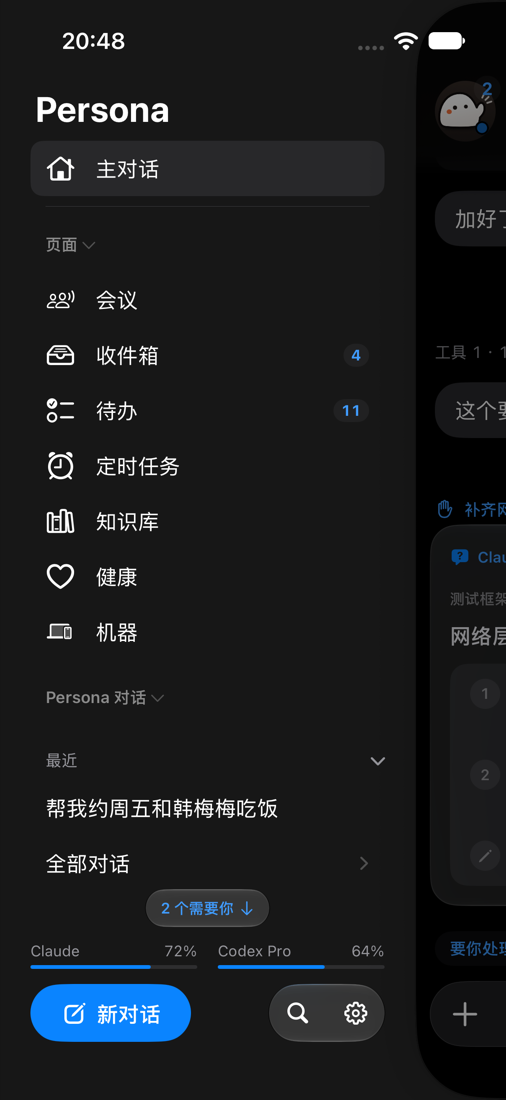 20:48
Persona
主对话
页面
会议
收件箱 4
待办 11
定时任务
知识库
健康
机器
Persona 对话
最近
帮我约周五和韩梅梅吃饭
全部对话
2 个需要你 ↓
Claude 72% Codex Pro 64%
新对话
2
加好
工具 1 · 1
这个
补齐
Clau
测试框架
网络层
1
2
要你处理